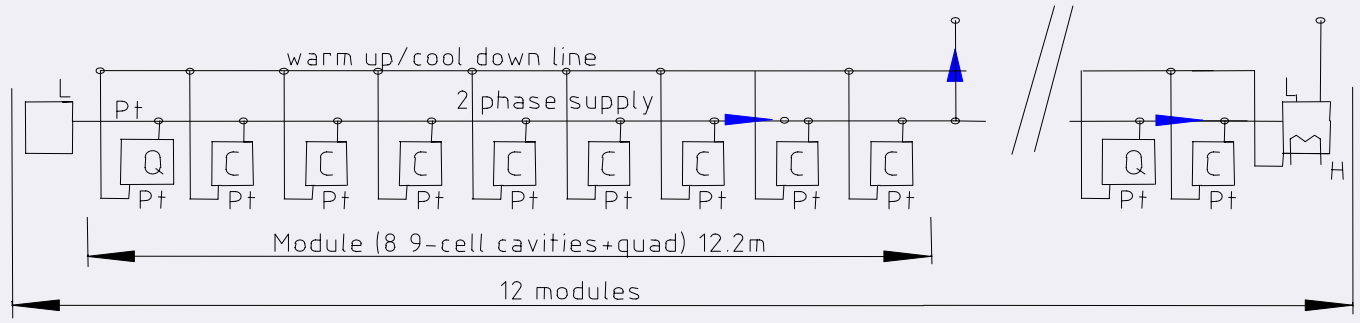 warm up/cool down line
L
L
Pt
2 phase supply
Q
C
C
C
C
C
C
C
C
Q
C
Pt
Pt
Pt
Pt
Pt
Pt
Pt
Pt
Pt
Pt
Pt
H
Module (8 9-cell cavities+quad) 12.2m
12 modules